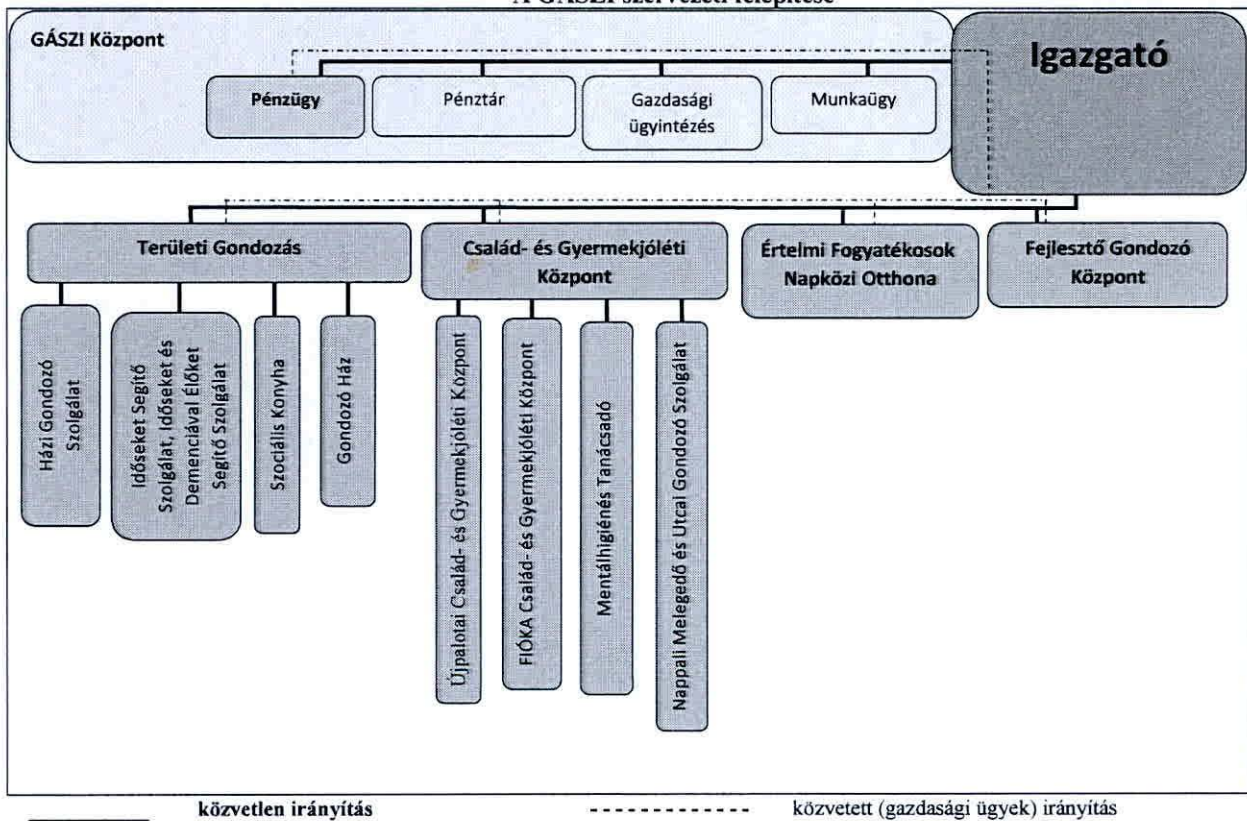 A GÁSZI szervezeti felépítése
GÁSZI Központ
Igazgató
Pénzügy
Pénztár
Gazdasági
ügyintézés
Munkaügy
Területi Gondozás
Család- és Gyermekjóléti
Központ
Értelmi Fogyatékosok
Napközi Otthona
Fejlesztő Gondozó
Központ
Házi Gondozó
Szolgálat
Időseket Segítő
Szolgálat, Időseket és
Demenciával Élőket
Segítő Szolgálat
Szociális Konyha
Gondozó Ház
Újpalotai Család- és Gyermekjóléti Központ
FIÓKA Család- és Gyermekjóléti Központ
Mentálhigiénés Tanácsadó
Nappali Melegedő és Utcai Gondozó Szolgálat
közvetlen irányítás
közvetett (gazdasági ügyek) irányítás